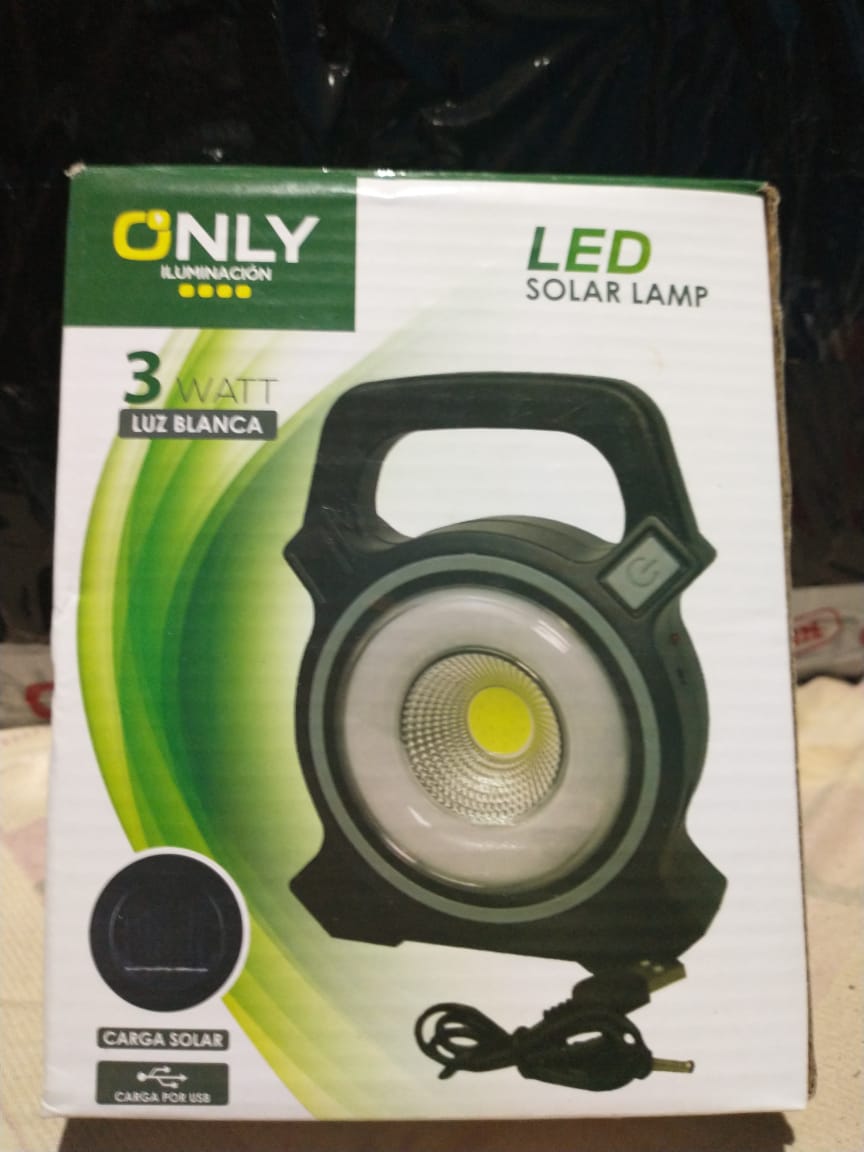 ONLY
ILUMINACIÓN
LED
SOLAR LAMP
3 WATT
LUZ BLANCA
CARGA SOLAR
CARGA POR USB